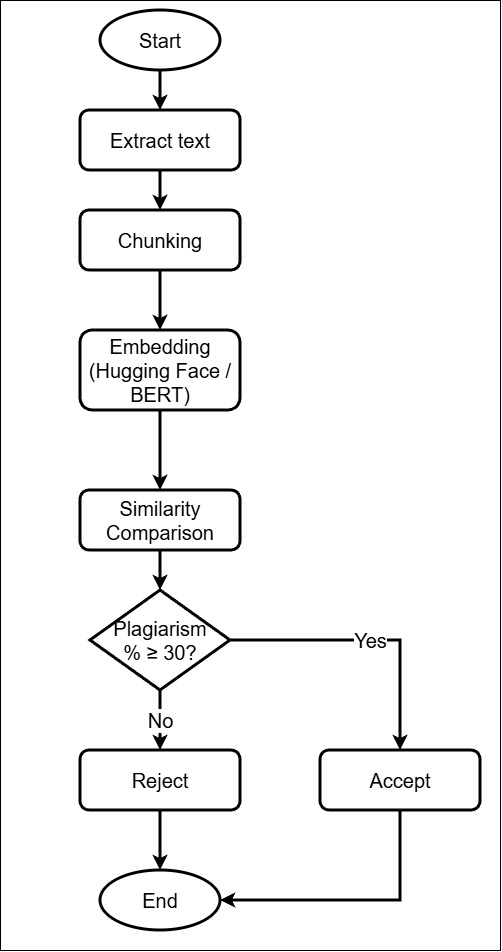 Start
Extract text
Chunking
Embedding
(Hugging Face /
BERT)
Similarity
Comparison
Plagiarism
% ≥ 30?
Yes
No
Reject
Accept
End